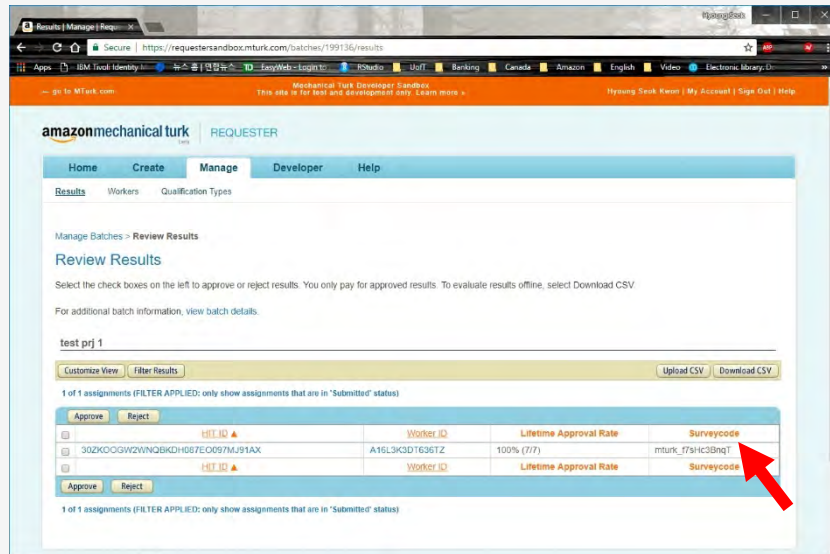 Results | Manage | Requ
HyoungSeok
Secure | https://requestersandbox.mturk.com/batches/199136/results
Apps IBM Tivoli Identity 뉴스 홈 | 연합뉴스 EasyWeb - Login to RStudio UofT Banking Canada Amazon English Video Electronic library. D
go to MTurk.com
Mechanical Turk Developer Sandbox
This site is for test and development only. Learn more »
Hyoung Seok Kwon | My Account | Sign Out | Help
amazonmechanical turk
beta
REQUESTER
Home Create Manage Developer Help
Results Workers Qualification Types
Manage Batches > Review Results
Review Results
Select the check boxes on the left to approve or reject results. You only pay for approved results. To evaluate results offline, select Download CSV.
For additional batch information, view batch details.
test prj 1
Customize View Filter Results Upload CSV Download CSV
1 of 1 assignments (FILTER APPLIED: only show assignments that are in 'Submitted' status)
Approve Reject
HIT ID ▲ Worker ID Lifetime Approval Rate Surveycode
30ZKOOGW2WNQBKDH087EO097MJ91AX A16L3K3DT636TZ 100% (7/7) mturk_f7sHc3BnqT
HIT ID ▲ Worker ID Lifetime Approval Rate Surveycode
Approve Reject
1 of 1 assignments (FILTER APPLIED: only show assignments that are in 'Submitted' status)